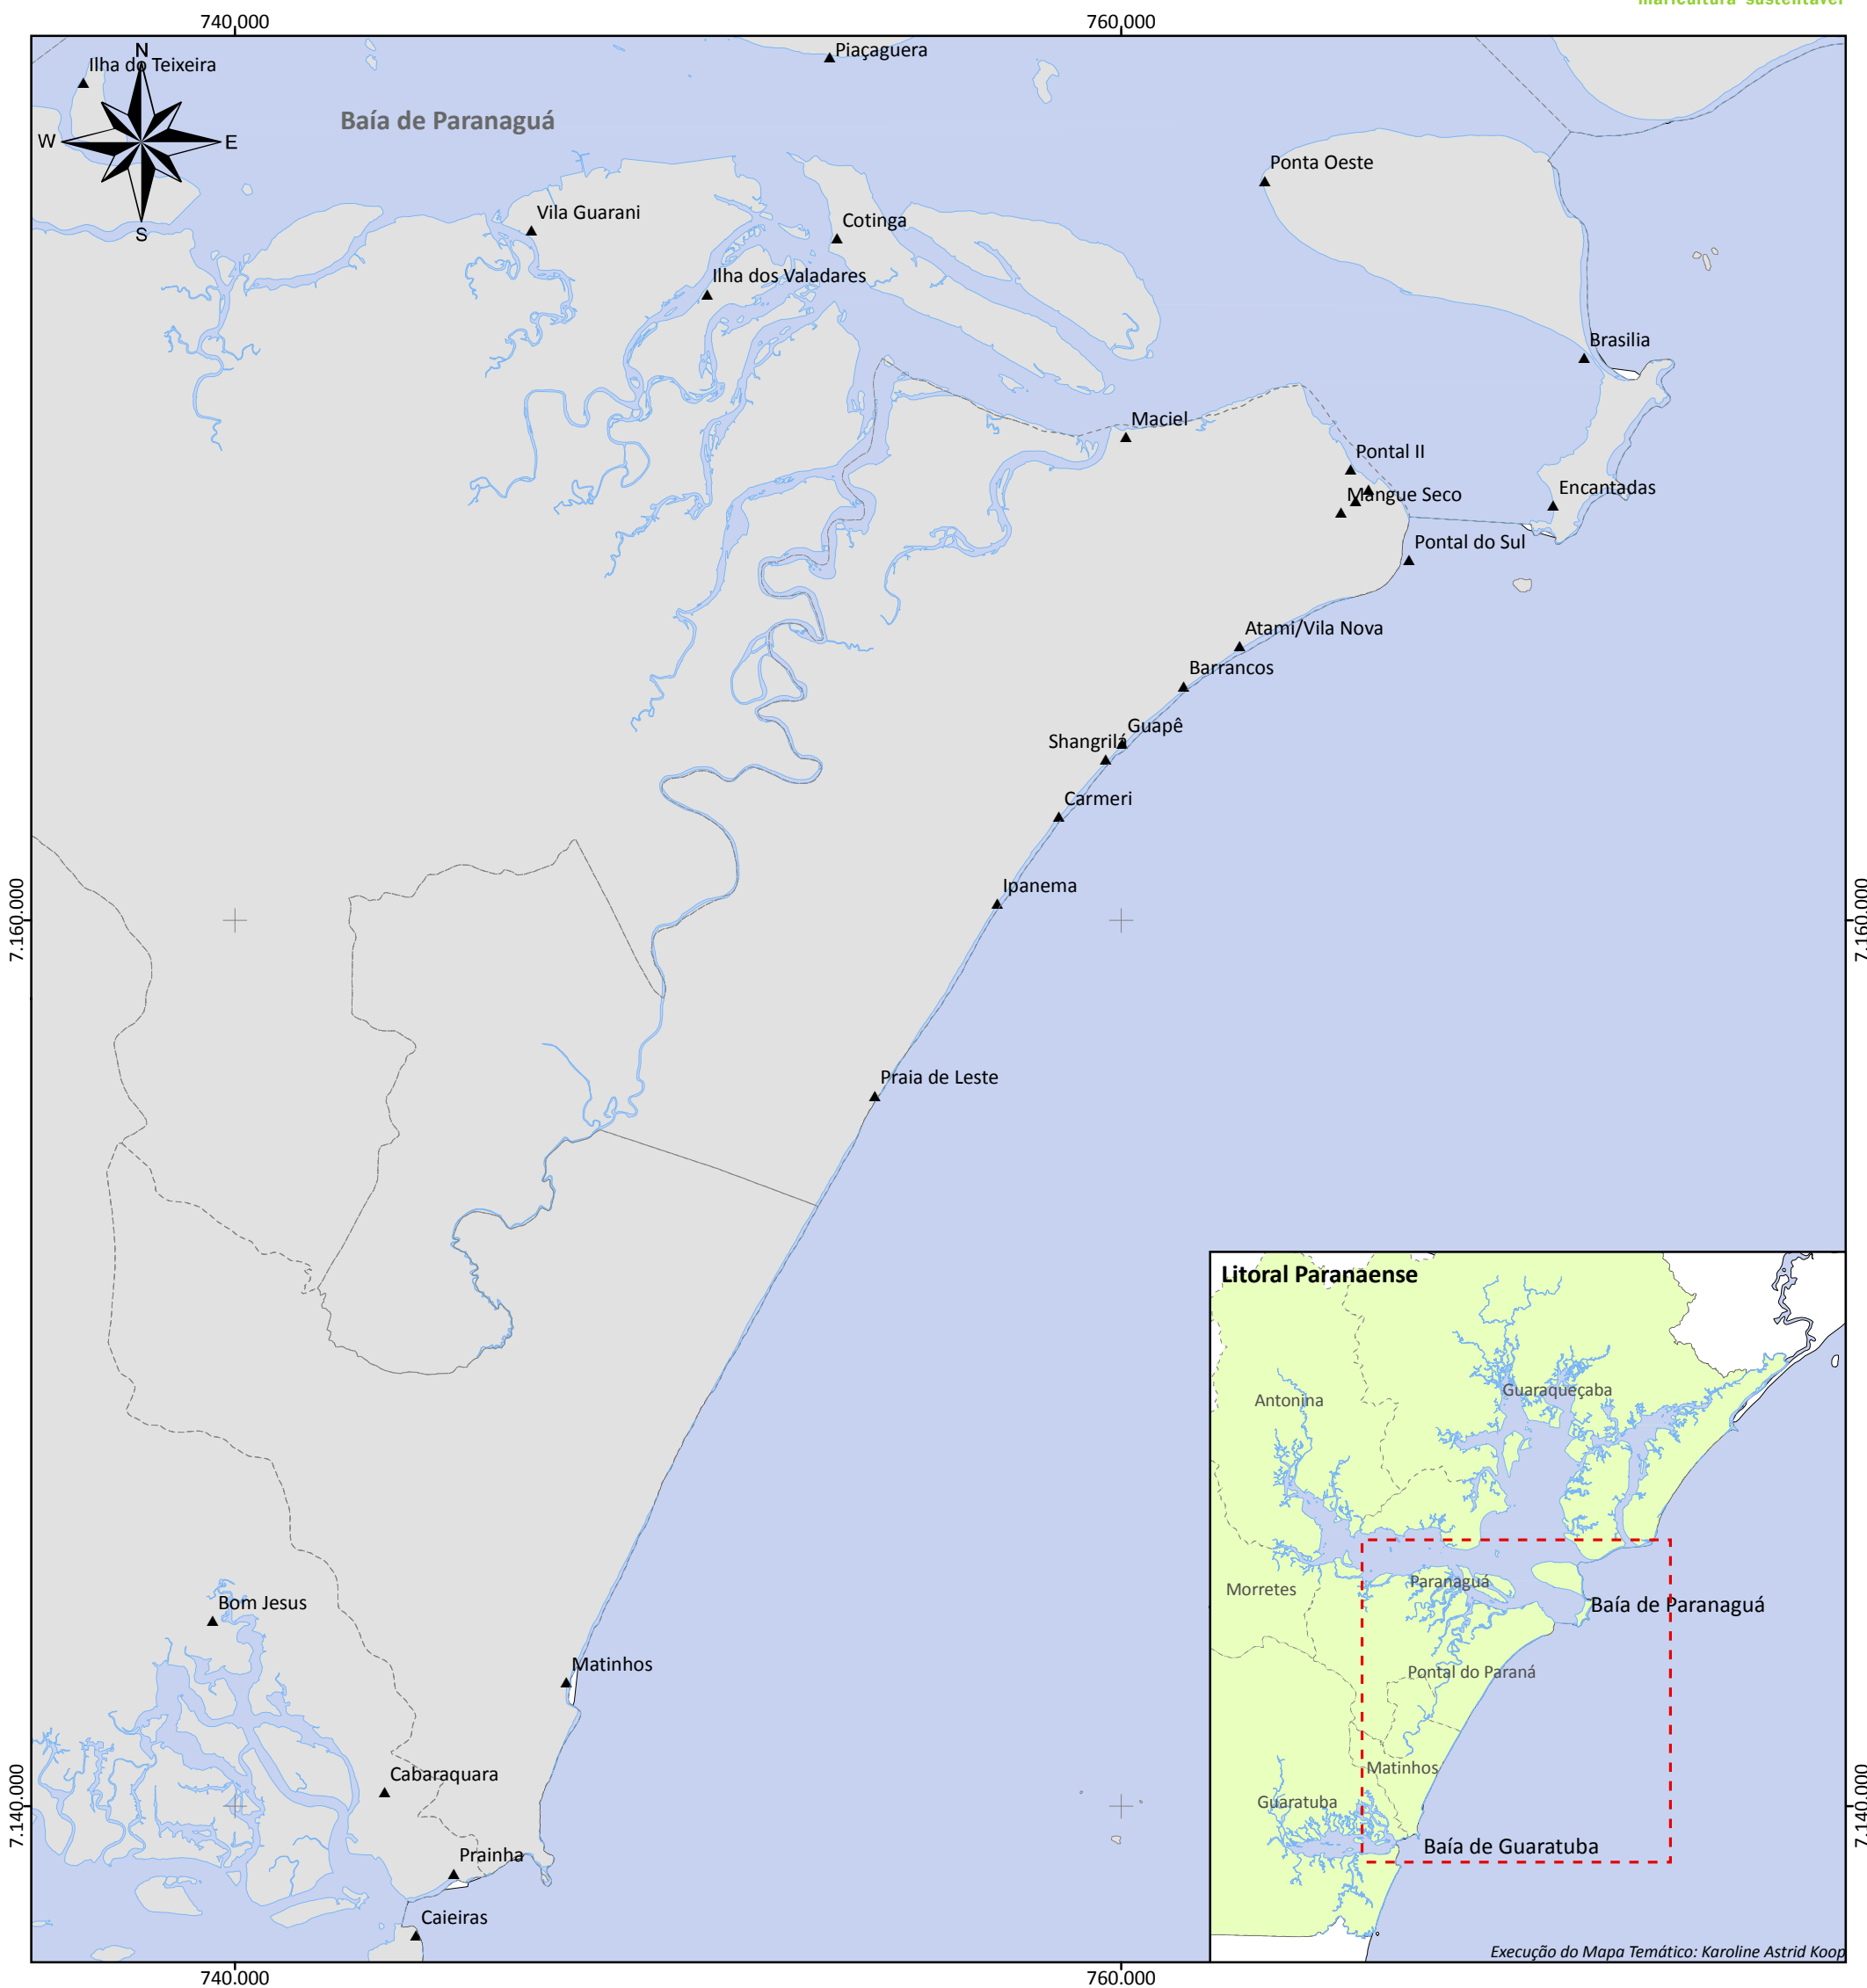 maricultura sustentável
740.000
760.000
Piaçaguera
Ilha do Teixeira
N
Baía de Paranaguá
W
E
Ponta Oeste
Vila Guarani
Cotinga
S
Ilha dos Valadares
Brasilia
Maciel
Pontal II
Encantadas
Mangue Seco
Pontal do Sul
Atami/Vila Nova
Barrancos
Guapê
Shangrilá
Carmeri
Ipanema
7.160.000
7.160.000
Praia de Leste
Litoral Paranaense
Guaraqueçaba
Antonina
Paranaguá
Morretes
Baía de Paranaguá
Bom Jesus
Matinhos
Pontal do Paraná
Matinhos
Cabaraquara
Guaratuba
7.140.000
7.140.000
Baía de Guaratuba
Prainha
Caieiras
Execução do Mapa Temático: Karoline Astrid Koop
740.000
760.000